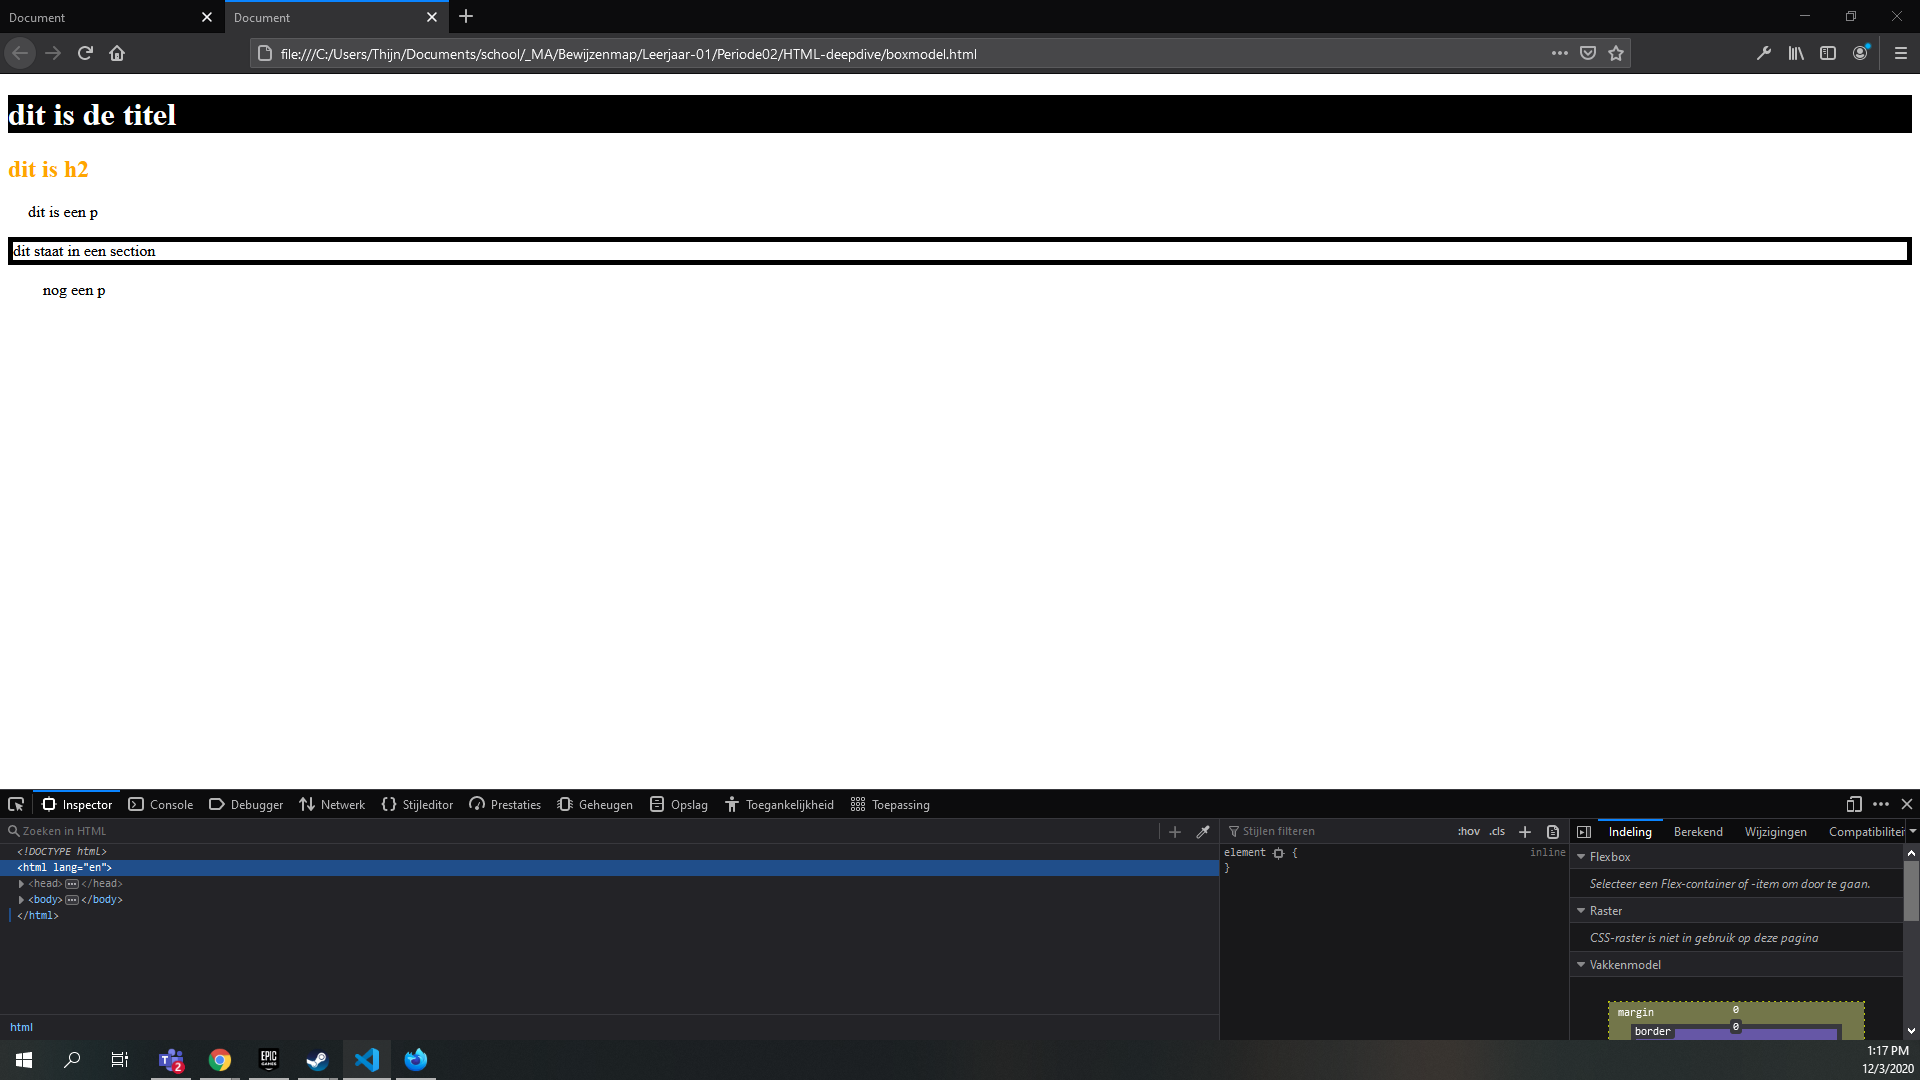 Document
Document
file:///C:/Users/Thijn/Documents/school/_MA/Bewijzenmap/Leerjaar-01/Periode02/HTML-deepdive/boxmodel.html
dit is de titel
dit is h2
dit is een p
dit staat in een section
nog een p
Inspector Console Debugger Netwerk Stijleditor Prestaties Geheugen Opslag Toegankelijkheid Toepassing
Zoeken in HTML
Stijlen filteren :hov .cls
Indeling Berekend Wijzigingen Compatibiliteit
<!DOCTYPE html>
<html lang="en">
<head> </head>
<body> </body>
</html>
element { inline
}
Flexbox
Selecteer een Flex-container of -item om door te gaan.
Raster
CSS-raster is niet in gebruik op deze pagina
Vakkenmodel
margin 0
border 0
html
EPIC GAMES
T 2
1:17 PM
12/3/2020